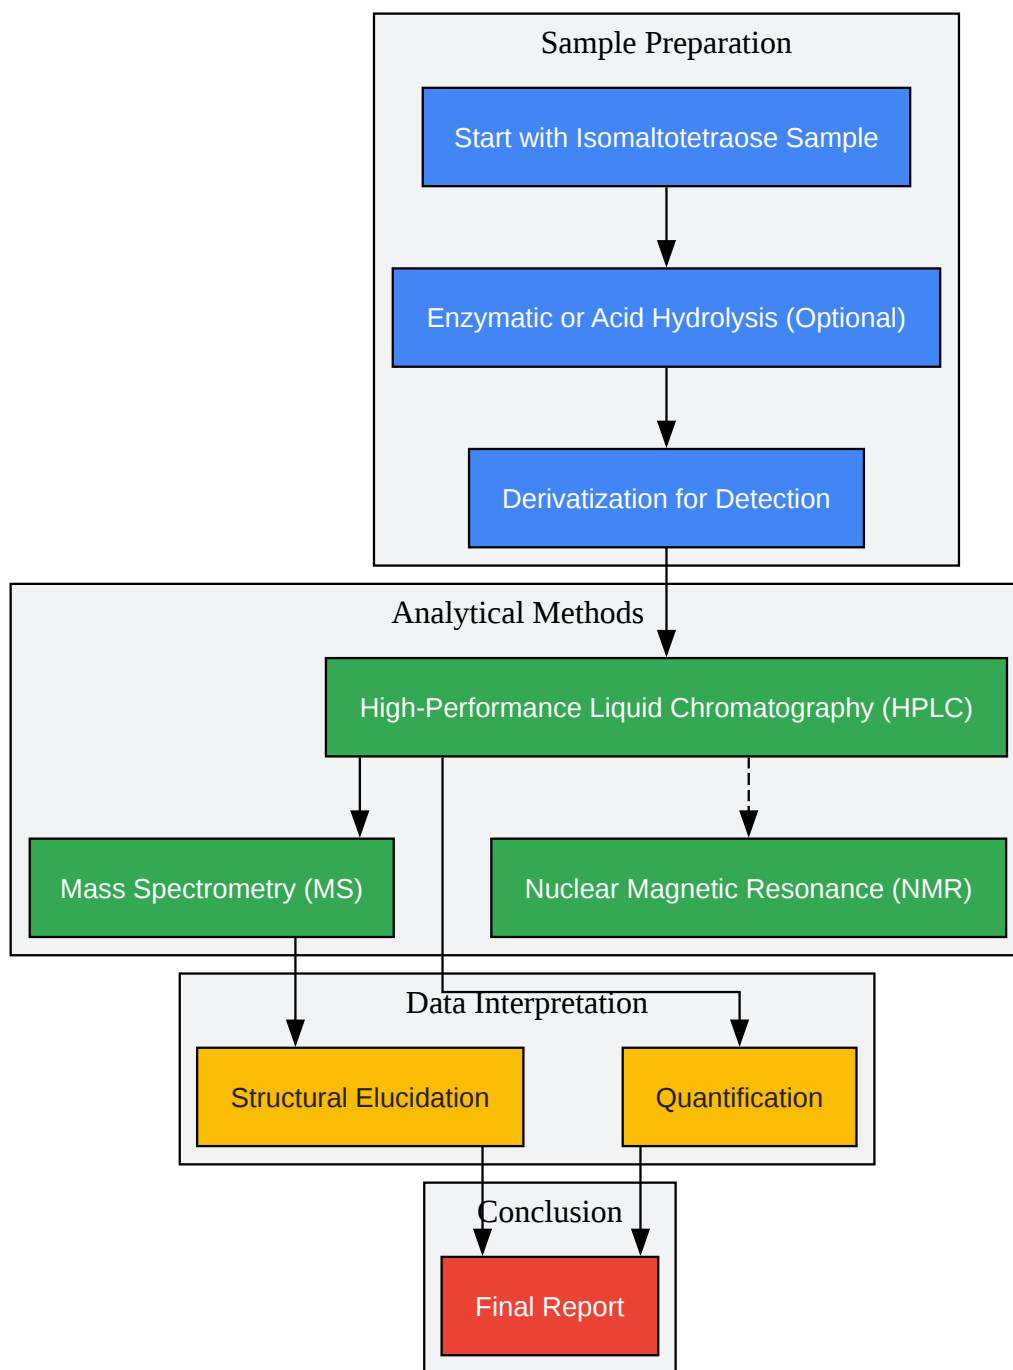 Sample Preparation
Start with Isomaltotetraose Sample
Enzymatic or Acid Hydrolysis (Optional)
Derivatization for Detection
Analytical Methods
High-Performance Liquid Chromatography (HPLC)
Mass Spectrometry (MS)
Nuclear Magnetic Resonance (NMR)
Data Interpretation
Structural Elucidation
Quantification
Conclusion
Final Report